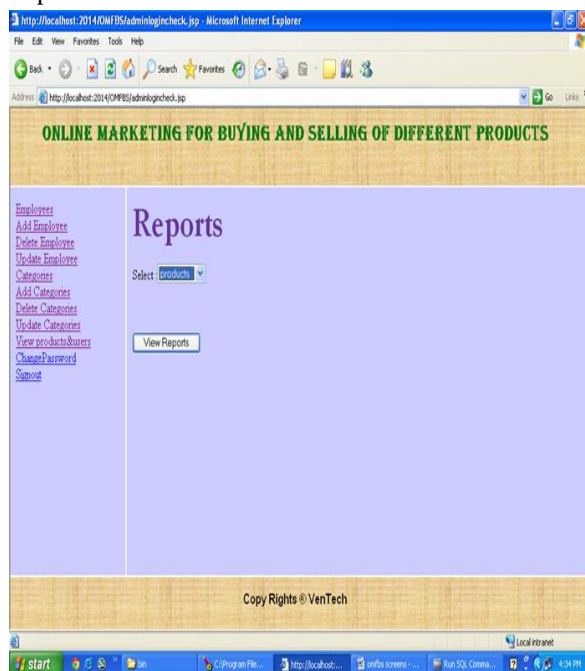 http://localhost:2014/OMFBS/adminlogincheck.jsp - Microsoft Internet Explorer
File Edit View Favorites Tools Help
Back Search Favorites
Address http://localhost:2014/OMFBS/adminlogincheck.jsp Go Links
ONLINE MARKETING FOR BUYING AND SELLING OF DIFFERENT PRODUCTS
Employees
Add Employee
Delete Employee
Update Employee
Categories
Add Categories
Delete Categories
Update Categories
View products&users
ChangePassword
Signout
Reports
Select products
View Reports
Copy Rights ® VenTech
Local intranet
start bin C:\Program File... http://localhost:... omfbs screens - ... Run SQL Comma... 4:34 PM